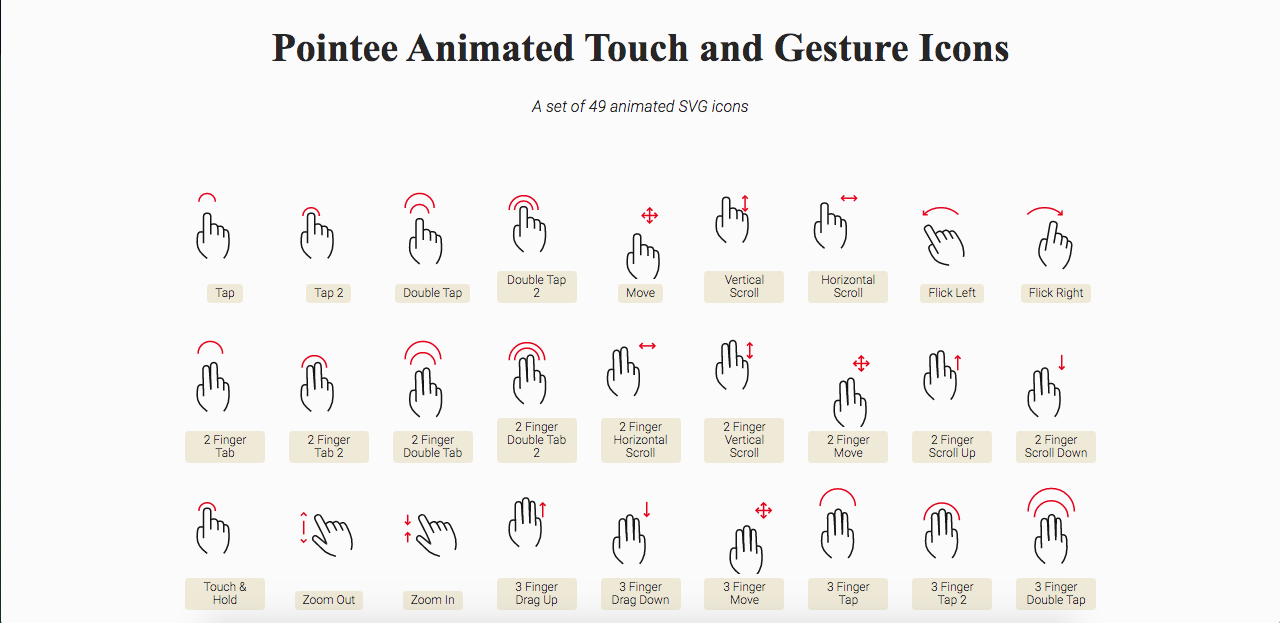 Pointee Animated Touch and Gesture Icons
A set of 49 animated SVG icons
Tap
Tap 2
Double Tap
Double Tap
2
Move
Vertical
Scroll
Horizontal
Scroll
Flick Left
Flick Right
2 Finger
Tab
2 Finger
Tab 2
2 Finger
Double Tab
2 Finger
Double Tab
2
2 Finger
Horizontal
Scroll
2 Finger
Vertical
Scroll
2 Finger
Move
2 Finger
Scroll Up
2 Finger
Scroll Down
Touch &
Hold
Zoom Out
Zoom In
3 Finger
Drag Up
3 Finger
Drag Down
3 Finger
Move
3 Finger
Tap
3 Finger
Tap 2
3 Finger
Double Tap